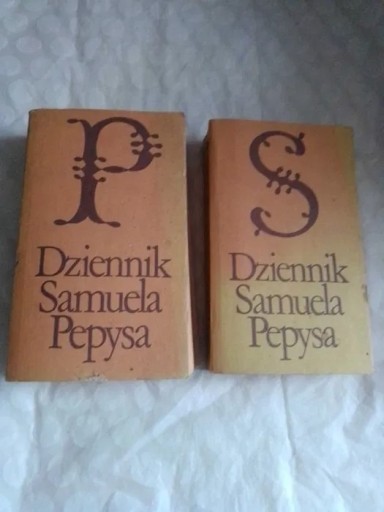 P
Dziennik
Samuela
Pepysa
S
Dziennik
Samuela
Pepysa